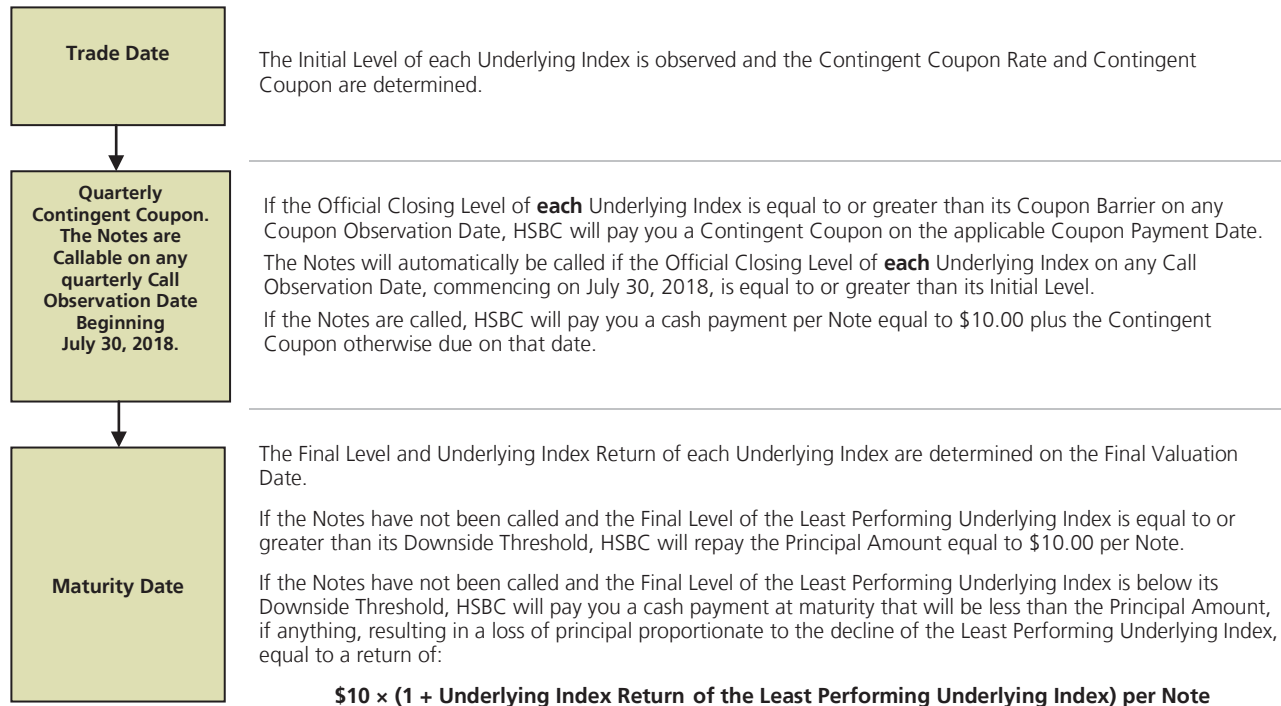 Trade Date
The Initial Level of each Underlying Index is observed and the Contingent Coupon Rate and Contingent
Coupon are determined.
Quarterly
Contingent Coupon.
The Notes are
Callable on any
quarterly Call
Observation Date
Beginning
July 30, 2018.
If the Official Closing Level of each Underlying Index is equal to or greater than its Coupon Barrier on any
Coupon Observation Date, HSBC will pay you a Contingent Coupon on the applicable Coupon Payment Date.
The Notes will automatically be called if the Official Closing Level of each Underlying Index on any Call
Observation Date, commencing on July 30, 2018, is equal to or greater than its Initial Level.
If the Notes are called, HSBC will pay you a cash payment per Note equal to $10.00 plus the Contingent
Coupon otherwise due on that date.
Maturity Date
The Final Level and Underlying Index Return of each Underlying Index are determined on the Final Valuation
Date.
If the Notes have not been called and the Final Level of the Least Performing Underlying Index is equal to or
greater than its Downside Threshold, HSBC will repay the Principal Amount equal to $10.00 per Note.
If the Notes have not been called and the Final Level of the Least Performing Underlying Index is below its
Downside Threshold, HSBC will pay you a cash payment at maturity that will be less than the Principal Amount,
if anything, resulting in a loss of principal proportionate to the decline of the Least Performing Underlying Index,
equal to a return of:
$10 × (1 + Underlying Index Return of the Least Performing Underlying Index) per Note